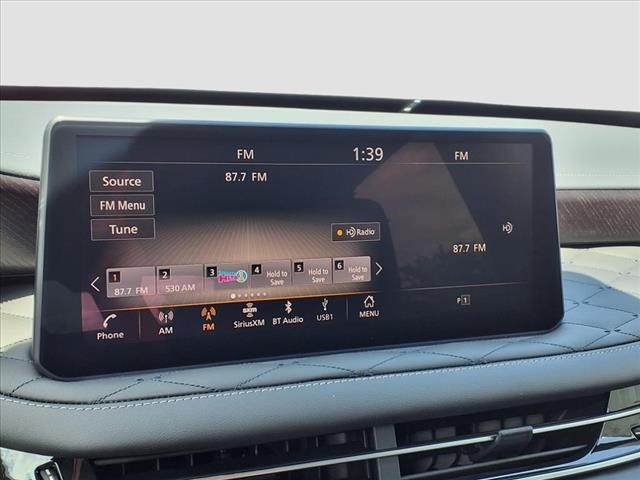 FM 1:39 FM
87.7 FM
Source
FM Menu
Tune
HD Radio
87.7 FM
1 2 3 4 5 6
87.7 FM 530 AM Hold to Save Hold to Save Hold to Save
P 1
Phone AM FM SiriusXM BT Audio USB1 MENU